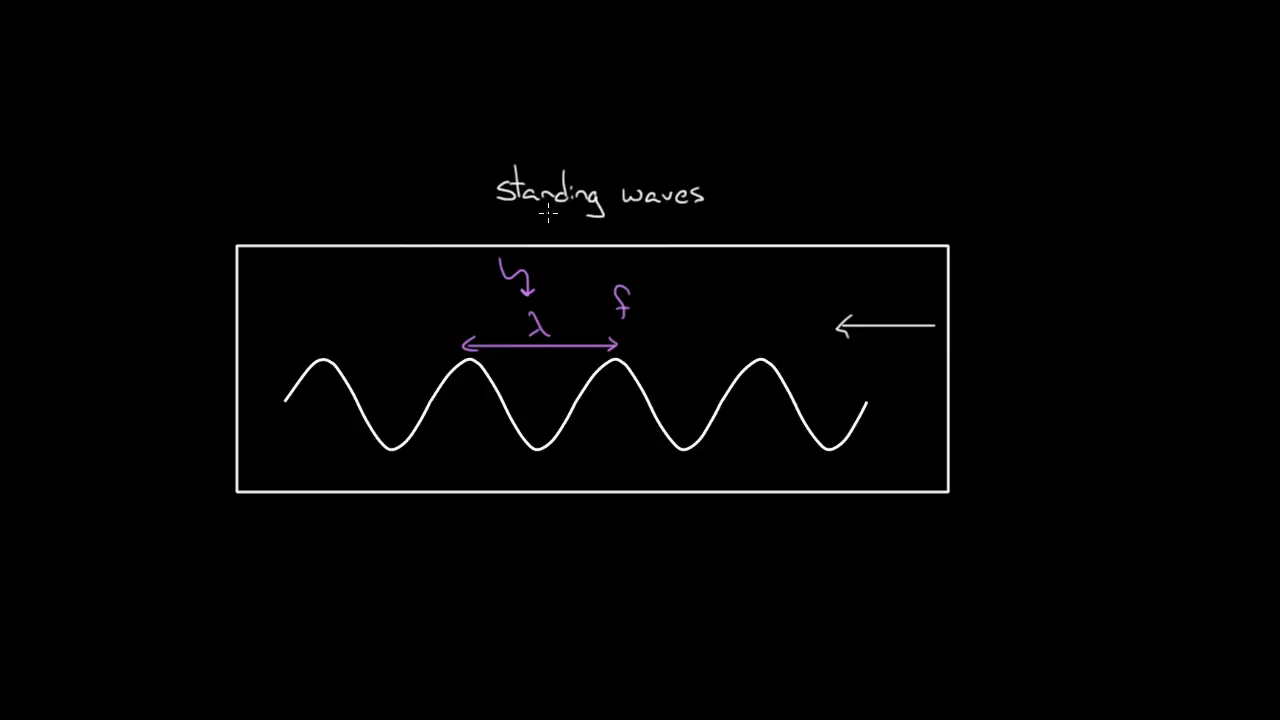 standing waves
f
λ